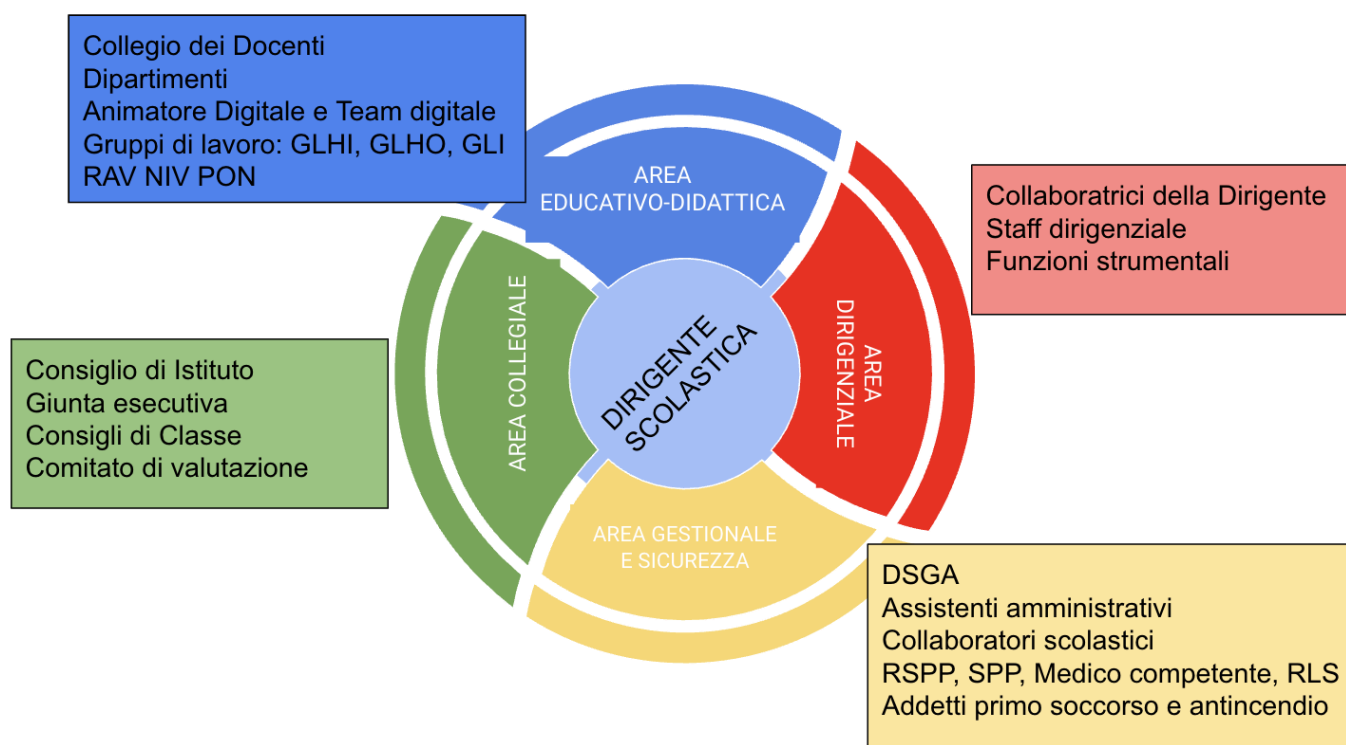 Collegio dei Docenti
Dipartimenti
Animatore Digitale e Team digitale
Gruppi di lavoro: GLHI, GLHO, GLI
RAV NIV PON
AREA
EDUCATIVO-DIDATTICA
Collaboratrici della Dirigente
Staff dirigenziale
Funzioni strumentali
AREA
DIRIGENZIALE
DIRIGENTE
SCOLASTICA
AREA COLLEGIALE
Consiglio di Istituto
Giunta esecutiva
Consigli di Classe
Comitato di valutazione
AREA GESTIONALE
E SICUREZZA
DSGA
Assistenti amministrativi
Collaboratori scolastici
RSPP, SPP, Medico competente, RLS
Addetti primo soccorso e antincendio